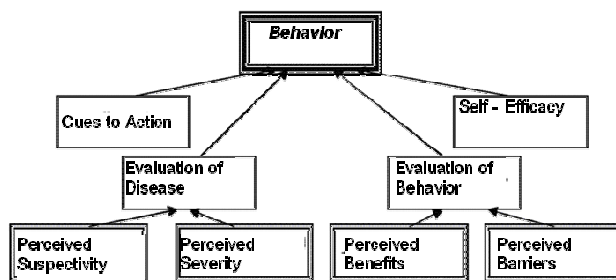 Behavior
Cues to Action
Self - Efficacy
Evaluation of
Disease
Evaluation of
Behavior
Perceived
Suspectivity
Perceived
Severity
Perceived
Benefits
Perceived
Barriers